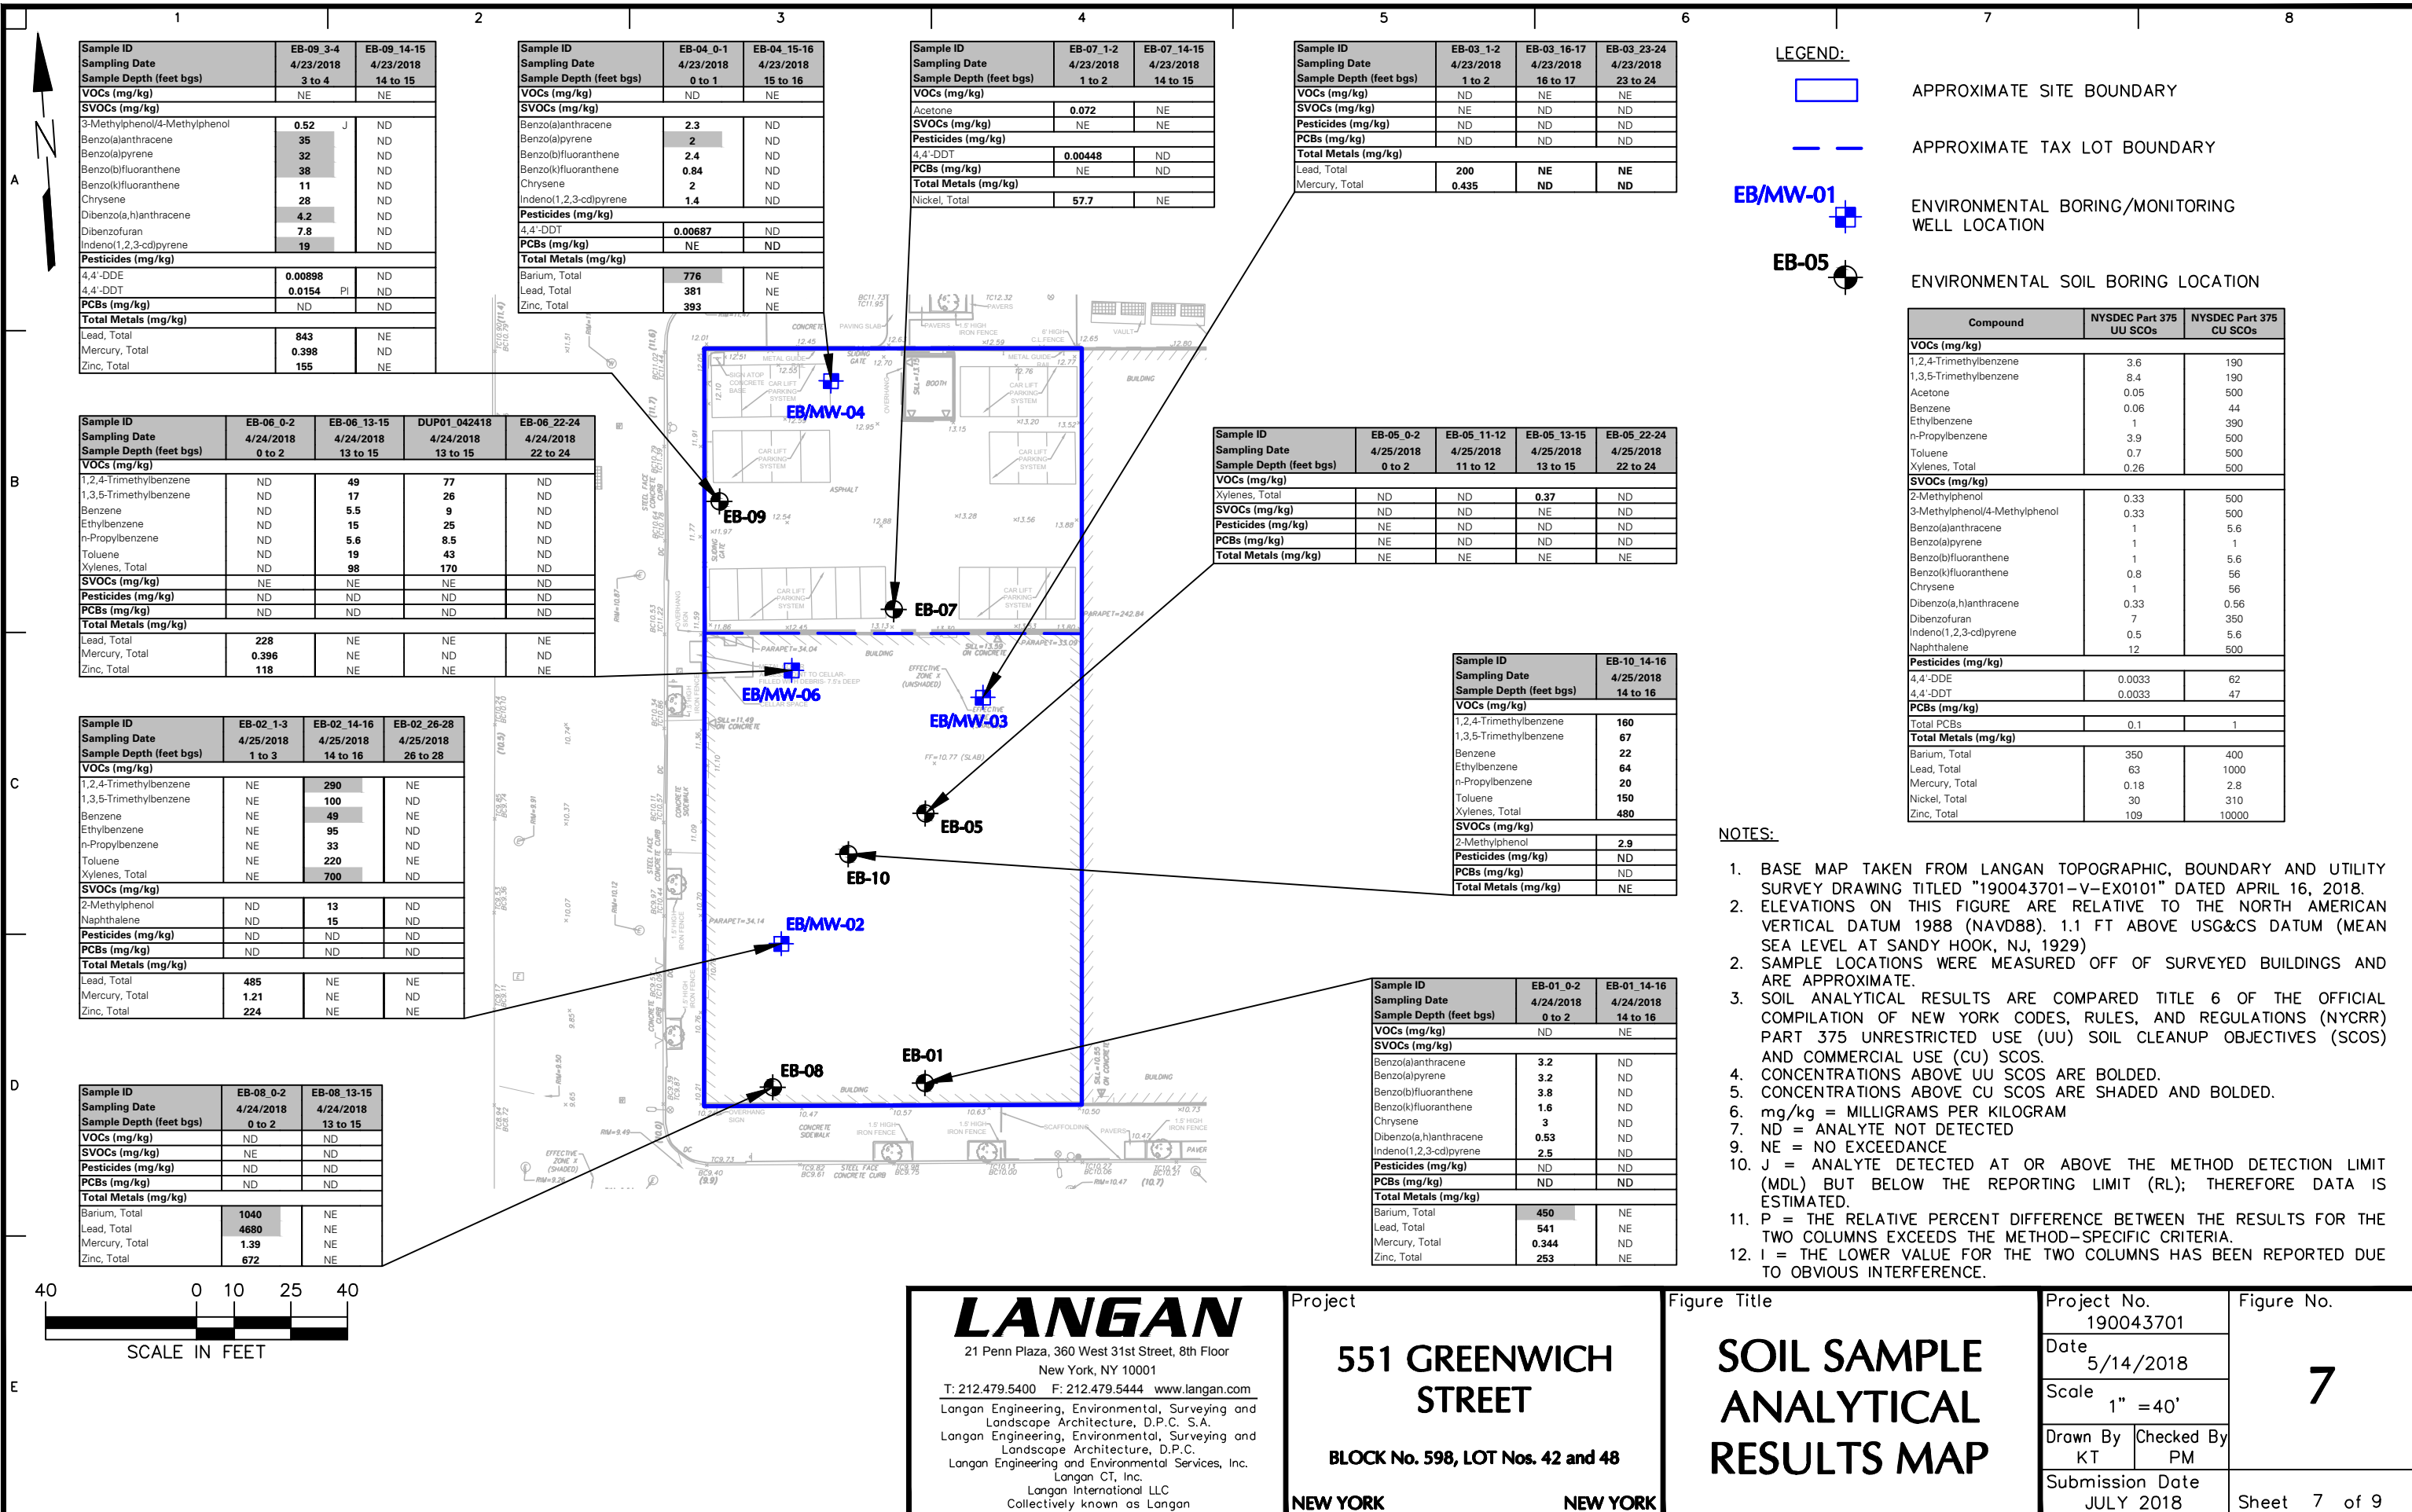 1 2 3 4 5 6 7 8
A
B
C
D
E
N
Sample ID EB-09_3-4 EB-09_14-15
Sampling Date 4/23/2018 4/23/2018
Sample Depth (feet bgs) 3 to 4 14 to 15
VOCs (mg/kg) NE NE
SVOCs (mg/kg)
3-Methylphenol/4-Methylphenol 0.52 J ND
Benzo(a)anthracene 35 ND
Benzo(a)pyrene 32 ND
Benzo(b)fluoranthene 38 ND
Benzo(k)fluoranthene 11 ND
Chrysene 28 ND
Dibenzo(a,h)anthracene 4.2 ND
Dibenzofuran 7.8 ND
Indeno(1,2,3-cd)pyrene 19 ND
Pesticides (mg/kg)
4,4'-DDE 0.00898 ND
4,4'-DDT 0.0154 PI ND
PCBs (mg/kg) ND ND
Total Metals (mg/kg)
Lead, Total 843 NE
Mercury, Total 0.398 ND
Zinc, Total 155 NE
Sample ID EB-04_0-1 EB-04_15-16
Sampling Date 4/23/2018 4/23/2018
Sample Depth (feet bgs) 0 to 1 15 to 16
VOCs (mg/kg) ND NE
SVOCs (mg/kg)
Benzo(a)anthracene 2.3 ND
Benzo(a)pyrene 2 ND
Benzo(b)fluoranthene 2.4 ND
Benzo(k)fluoranthene 0.84 ND
Chrysene 2 ND
Indeno(1,2,3-cd)pyrene 1.4 ND
Pesticides (mg/kg)
4,4'-DDT 0.00687 ND
PCBs (mg/kg) NE ND
Total Metals (mg/kg)
Barium, Total 776 NE
Lead, Total 381 NE
Zinc, Total 393 NE
Sample ID EB-07_1-2 EB-07_14-15
Sampling Date 4/23/2018 4/23/2018
Sample Depth (feet bgs) 1 to 2 14 to 15
VOCs (mg/kg)
Acetone 0.072 NE
SVOCs (mg/kg) NE NE
Pesticides (mg/kg)
4,4'-DDT 0.00448 ND
PCBs (mg/kg) NE ND
Total Metals (mg/kg)
Nickel, Total 57.7 NE
Sample ID EB-03_1-2 EB-03_16-17 EB-03_23-24
Sampling Date 4/23/2018 4/23/2018 4/23/2018
Sample Depth (feet bgs) 1 to 2 16 to 17 23 to 24
VOCs (mg/kg) ND NE NE
SVOCs (mg/kg) NE ND ND
Pesticides (mg/kg) ND ND ND
PCBs (mg/kg) ND ND ND
Total Metals (mg/kg)
Lead, Total 200 NE NE
Mercury, Total 0.435 ND ND
LEGEND:
APPROXIMATE SITE BOUNDARY
APPROXIMATE TAX LOT BOUNDARY
EB/MW-01
ENVIRONMENTAL BORING/MONITORING
WELL LOCATION
EB-05
ENVIRONMENTAL SOIL BORING LOCATION
Compound NYSDEC Part 375 UU SCOs NYSDEC Part 375 CU SCOs
VOCs (mg/kg)
1,2,4-Trimethylbenzene 3.6 190
1,3,5-Trimethylbenzene 8.4 190
Acetone 0.05 500
Benzene 0.06 44
Ethylbenzene 1 390
n-Propylbenzene 3.9 500
Toluene 0.7 500
Xylenes, Total 0.26 500
SVOCs (mg/kg)
2-Methylphenol 0.33 500
3-Methylphenol/4-Methylphenol 0.33 500
Benzo(a)anthracene 1 5.6
Benzo(a)pyrene 1 1
Benzo(b)fluoranthene 1 5.6
Benzo(k)fluoranthene 0.8 56
Chrysene 1 56
Dibenzo(a,h)anthracene 0.33 0.56
Dibenzofuran 7 350
Indeno(1,2,3-cd)pyrene 0.5 5.6
Naphthalene 12 500
Pesticides (mg/kg)
4,4'-DDE 0.0033 62
4,4'-DDT 0.0033 47
PCBs (mg/kg)
Total PCBs 0.1 1
Total Metals (mg/kg)
Barium, Total 350 400
Lead, Total 63 1000
Mercury, Total 0.18 2.8
Nickel, Total 30 310
Zinc, Total 109 10000
Sample ID EB-06_0-2 EB-06_13-15 DUP01_042418 EB-06_22-24
Sampling Date 4/24/2018 4/24/2018 4/24/2018 4/24/2018
Sample Depth (feet bgs) 0 to 2 13 to 15 13 to 15 22 to 24
VOCs (mg/kg)
1,2,4-Trimethylbenzene ND 49 77 ND
1,3,5-Trimethylbenzene ND 17 26 ND
Benzene ND 5.5 9 ND
Ethylbenzene ND 15 25 ND
n-Propylbenzene ND 5.6 8.5 ND
Toluene ND 19 43 ND
Xylenes, Total ND 98 170 ND
SVOCs (mg/kg) NE NE NE ND
Pesticides (mg/kg) ND ND ND ND
PCBs (mg/kg) ND ND ND ND
Total Metals (mg/kg)
Lead, Total 228 NE NE NE
Mercury, Total 0.396 NE ND ND
Zinc, Total 118 NE NE NE
Sample ID EB-05_0-2 EB-05_11-12 EB-05_13-15 EB-05_22-24
Sampling Date 4/25/2018 4/25/2018 4/25/2018 4/25/2018
Sample Depth (feet bgs) 0 to 2 11 to 12 13 to 15 22 to 24
VOCs (mg/kg)
Xylenes, Total ND ND 0.37 ND
SVOCs (mg/kg) ND ND NE ND
Pesticides (mg/kg) NE ND ND ND
PCBs (mg/kg) NE ND ND ND
Total Metals (mg/kg) NE NE NE NE
Sample ID EB-10_14-16
Sampling Date 4/25/2018
Sample Depth (feet bgs) 14 to 16
VOCs (mg/kg)
1,2,4-Trimethylbenzene 160
1,3,5-Trimethylbenzene 67
Benzene 22
Ethylbenzene 64
n-Propylbenzene 20
Toluene 150
Xylenes, Total 480
SVOCs (mg/kg)
2-Methylphenol 2.9
Pesticides (mg/kg) ND
PCBs (mg/kg) ND
Total Metals (mg/kg) NE
Sample ID EB-02_1-3 EB-02_14-16 EB-02_26-28
Sampling Date 4/25/2018 4/25/2018 4/25/2018
Sample Depth (feet bgs) 1 to 3 14 to 16 26 to 28
VOCs (mg/kg)
1,2,4-Trimethylbenzene NE 290 NE
1,3,5-Trimethylbenzene NE 100 ND
Benzene NE 49 NE
Ethylbenzene NE 95 ND
n-Propylbenzene NE 33 ND
Toluene NE 220 NE
Xylenes, Total NE 700 ND
SVOCs (mg/kg)
2-Methylphenol ND 13 ND
Naphthalene ND 15 ND
Pesticides (mg/kg) ND ND ND
PCBs (mg/kg) ND ND ND
Total Metals (mg/kg)
Lead, Total 485 NE NE
Mercury, Total 1.21 NE ND
Zinc, Total 224 NE NE
Sample ID EB-08_0-2 EB-08_13-15
Sampling Date 4/24/2018 4/24/2018
Sample Depth (feet bgs) 0 to 2 13 to 15
VOCs (mg/kg) ND ND
SVOCs (mg/kg) NE ND
Pesticides (mg/kg) ND ND
PCBs (mg/kg) ND ND
Total Metals (mg/kg)
Barium, Total 1040 NE
Lead, Total 4680 NE
Mercury, Total 1.39 NE
Zinc, Total 672 NE
Sample ID EB-01_0-2 EB-01_14-16
Sampling Date 4/24/2018 4/24/2018
Sample Depth (feet bgs) 0 to 2 14 to 16
VOCs (mg/kg) ND NE
SVOCs (mg/kg)
Benzo(a)anthracene 3.2 ND
Benzo(a)pyrene 3.2 ND
Benzo(b)fluoranthene 3.8 ND
Benzo(k)fluoranthene 1.6 ND
Chrysene 3 ND
Dibenzo(a,h)anthracene 0.53 ND
Indeno(1,2,3-cd)pyrene 2.5 ND
Pesticides (mg/kg) ND ND
PCBs (mg/kg) ND ND
Total Metals (mg/kg)
Barium, Total 450 NE
Lead, Total 541 NE
Mercury, Total 0.344 ND
Zinc, Total 253 NE
EB/MW-04
EB-09
EB-07
EB/MW-06
EB/MW-03
EB-05
EB-10
EB/MW-02
EB-08
EB-01
CONCRETE
PAVING SLAB
BOOTH
ASPHALT
CAR LIFT
PARKING
SYSTEM
BUILDING
FF=10.77 (SLAB)
PARAPET=34.04
PARAPET=34.14
PARAPET=242.84
CONCRETE
SIDEWALK
STEEL FACE
CONCRETE CURB
SCAFFOLDING
NOTES:
1. BASE MAP TAKEN FROM LANGAN TOPOGRAPHIC, BOUNDARY AND UTILITY
SURVEY DRAWING TITLED "190043701-V-EX0101" DATED APRIL 16, 2018.
2. ELEVATIONS ON THIS FIGURE ARE RELATIVE TO THE NORTH AMERICAN
VERTICAL DATUM 1988 (NAVD88). 1.1 FT ABOVE USG&CS DATUM (MEAN
SEA LEVEL AT SANDY HOOK, NJ, 1929)
2. SAMPLE LOCATIONS WERE MEASURED OFF OF SURVEYED BUILDINGS AND
ARE APPROXIMATE.
3. SOIL ANALYTICAL RESULTS ARE COMPARED TITLE 6 OF THE OFFICIAL
COMPILATION OF NEW YORK CODES, RULES, AND REGULATIONS (NYCRR)
PART 375 UNRESTRICTED USE (UU) SOIL CLEANUP OBJECTIVES (SCOS)
AND COMMERCIAL USE (CU) SCOS.
4. CONCENTRATIONS ABOVE UU SCOS ARE BOLDED.
5. CONCENTRATIONS ABOVE CU SCOS ARE SHADED AND BOLDED.
6. mg/kg = MILLIGRAMS PER KILOGRAM
7. ND = ANALYTE NOT DETECTED
9. NE = NO EXCEEDANCE
10. J = ANALYTE DETECTED AT OR ABOVE THE METHOD DETECTION LIMIT
(MDL) BUT BELOW THE REPORTING LIMIT (RL); THEREFORE DATA IS
ESTIMATED.
11. P = THE RELATIVE PERCENT DIFFERENCE BETWEEN THE RESULTS FOR THE
TWO COLUMNS EXCEEDS THE METHOD-SPECIFIC CRITERIA.
12. I = THE LOWER VALUE FOR THE TWO COLUMNS HAS BEEN REPORTED DUE
TO OBVIOUS INTERFERENCE.
40 0 10 25 40
SCALE IN FEET
LANGAN
21 Penn Plaza, 360 West 31st Street, 8th Floor
New York, NY 10001
T: 212.479.5400 F: 212.479.5444 www.langan.com
Langan Engineering, Environmental, Surveying and
Landscape Architecture, D.P.C. S.A.
Langan Engineering, Environmental, Surveying and
Landscape Architecture, D.P.C.
Langan Engineering and Environmental Services, Inc.
Langan CT, Inc.
Langan International LLC
Collectively known as Langan
Project
551 GREENWICH
STREET
BLOCK No. 598, LOT Nos. 42 and 48
NEW YORK NEW YORK
Figure Title
SOIL SAMPLE
ANALYTICAL
RESULTS MAP
Project No.
190043701
Date
5/14/2018
Scale
1" =40'
Drawn By
KT
Checked By
PM
Submission Date
JULY 2018
Figure No.
7
Sheet 7 of 9